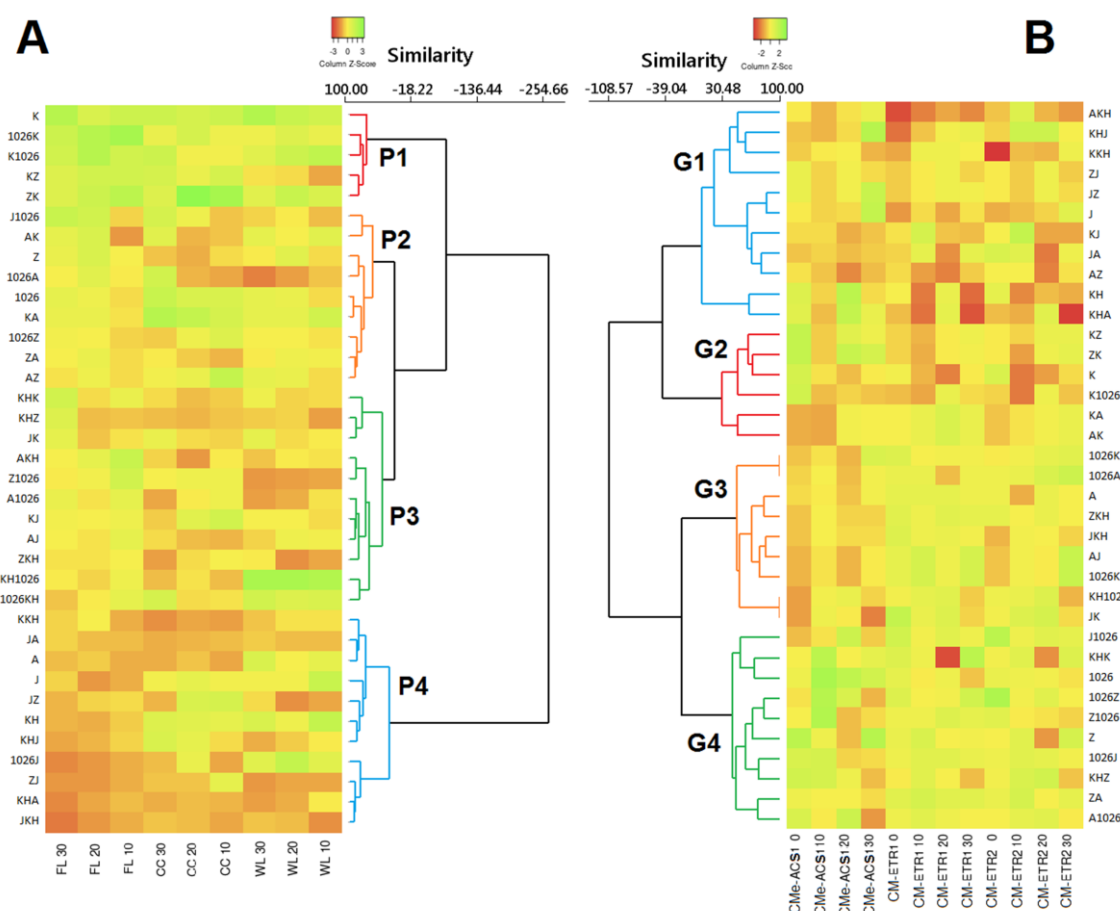 A
-3 0 3
Column Z-Score
Similarity
100.00 -18.22 -136.44 -254.66
K
1026K
K1026
KZ
ZK
J1026
AK
Z
1026A
1026
KA
1026Z
ZA
AZ
KHK
KHZ
JK
AKH
Z1026
A1026
KJ
AJ
ZKH
KH1026
1026KH
KKH
JA
A
J
JZ
KH
KHJ
1026J
ZJ
KHA
JKH
P1
P2
P3
P4
FL 30
FL 20
FL 10
CC 30
CC 20
CC 10
WL 30
WL 20
WL 10
B
-2 2
Column Z-Scc
Similarity
-108.57 -39.04 30.48 100.00
G1
G2
G3
G4
AKH
KHJ
KKH
ZJ
JZ
J
KJ
JA
AZ
KH
KHA
KZ
ZK
K
K1026
KA
AK
1026K
1026A
A
ZKH
JKH
AJ
1026K
KH102
JK
J1026
KHK
1026
1026Z
Z1026
Z
1026J
KHZ
ZA
A1026
CMe-ACS1 0
CMe-ACS110
CMe-ACS120
CMe-ACS130
CM-ETR1 0
CM-ETR1 10
CM-ETR1 20
CM-ETR1 30
CM-ETR2 0
CM-ETR2 10
CM-ETR2 20
CM-ETR2 30